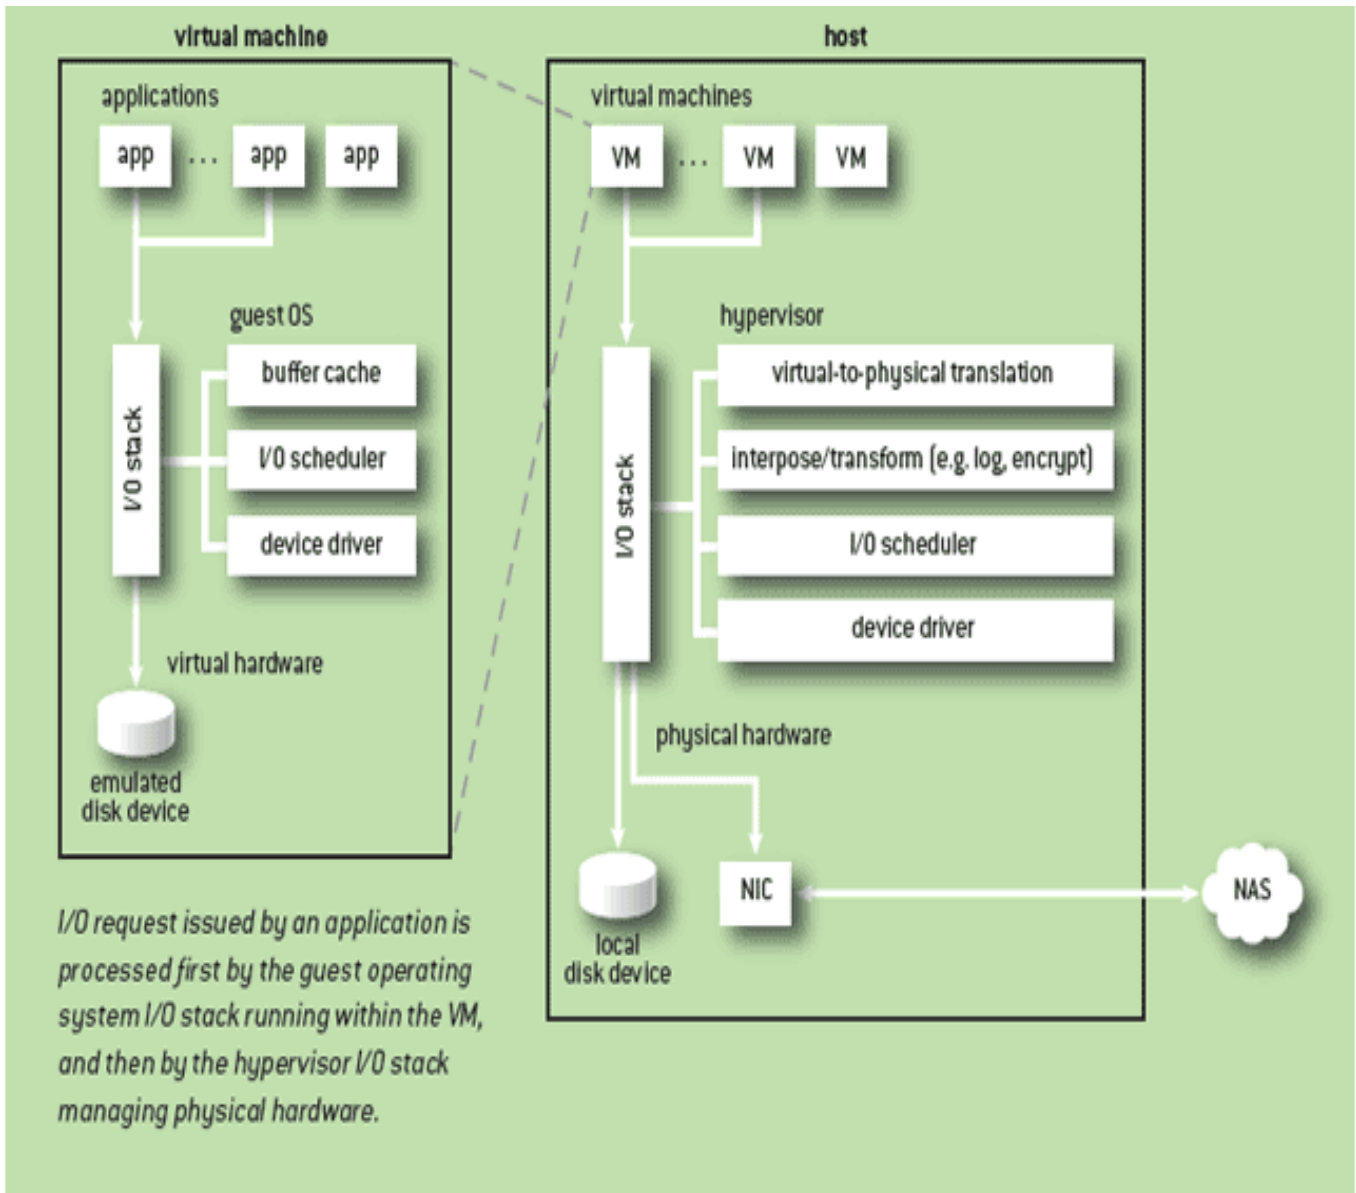 virtual machine
applications
app ... app app
guest OS
buffer cache
I/O scheduler
device driver
I/O stack
virtual hardware
emulated
disk device
host
virtual machines
VM ... VM VM
hypervisor
virtual-to-physical translation
interpose/transform (e.g. log, encrypt)
I/O scheduler
device driver
I/O stack
physical hardware
local
disk device
NIC
NAS
I/O request issued by an application is
processed first by the guest operating
system I/O stack running within the VM,
and then by the hypervisor I/O stack
managing physical hardware.